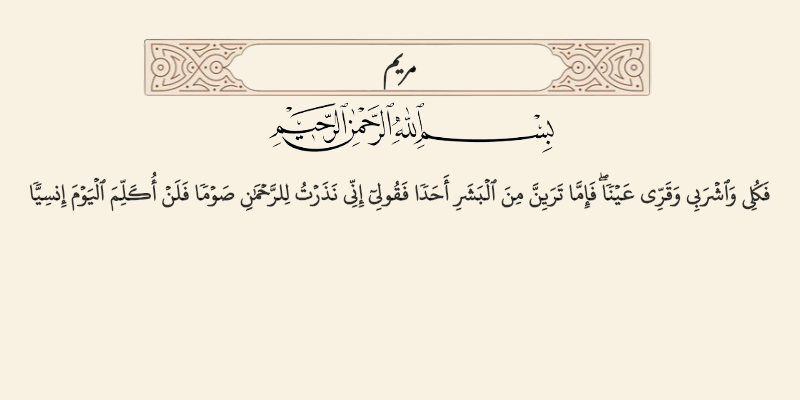 مريم
بِسْمِ ٱللَّهِ ٱلرَّحْمَٰنِ ٱلرَّحِيمِ
فَكُلِى وَٱشْرَبِى وَقَرِّى عَيْنًا ۖ فَإِمَّا تَرَيِنَّ مِنَ ٱلْبَشَرِ أَحَدًا فَقُولِىٓ إِنِّى نَذَرْتُ لِلرَّحْمَٰنِ صَوْمًا فَلَنْ أُكَلِّمَ ٱلْيَوْمَ إِنسِيًّا